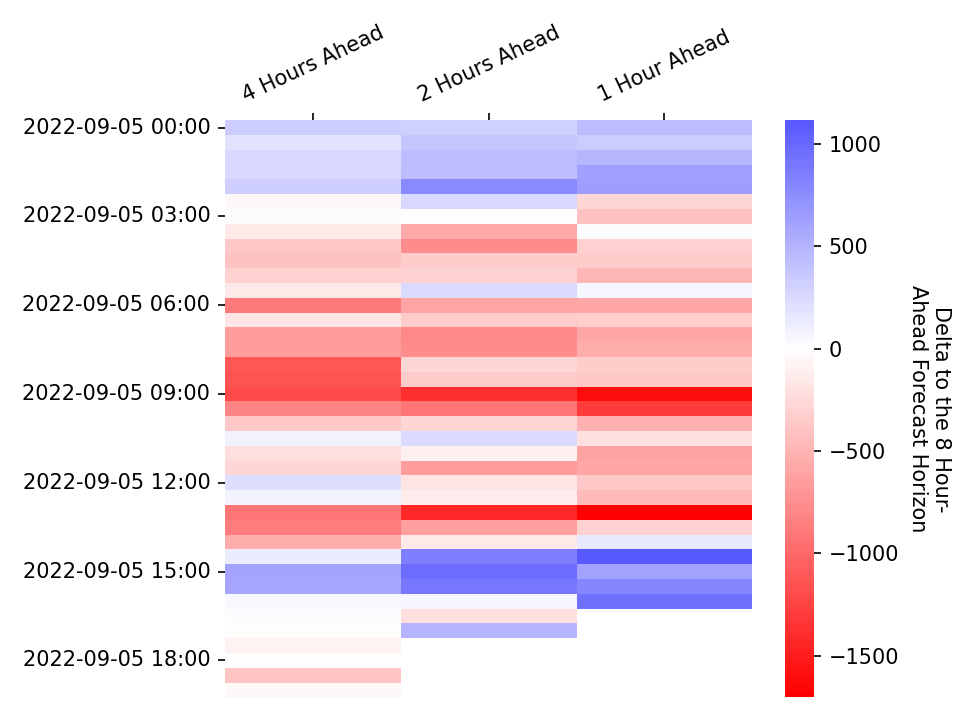 4 Hours Ahead
2 Hours Ahead
1 Hour Ahead
2022-09-05 00:00
2022-09-05 03:00
2022-09-05 06:00
2022-09-05 09:00
2022-09-05 12:00
2022-09-05 15:00
2022-09-05 18:00
1000
500
0
−500
−1000
−1500
Delta to the 8 Hour-
Ahead Forecast Horizon